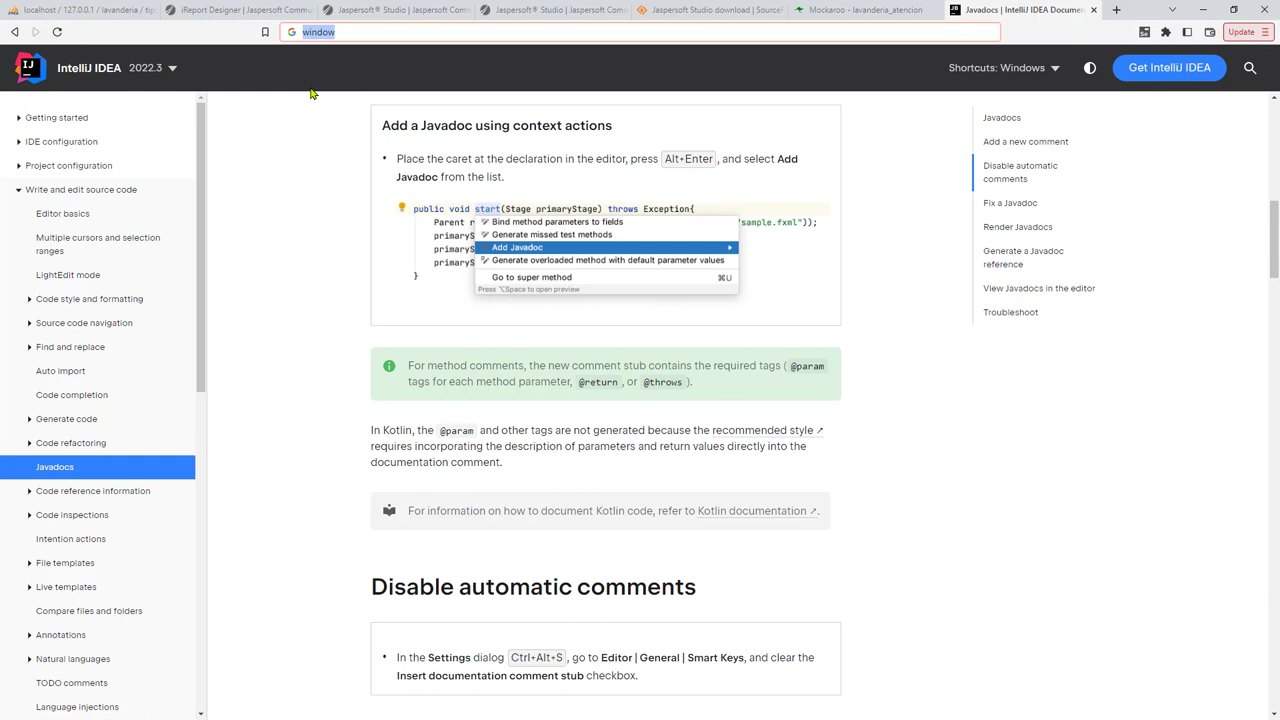 localhost / 127.0.0.1 / lavanderia / tip
iReport Designer | Jaspersoft Commu
Jaspersoft® Studio | Jaspersoft Comm
Jaspersoft® Studio | Jaspersoft Comm
Jaspersoft Studio download | Source
Mockaroo - lavanderia_atencion
Javadocs | IntelliJ IDEA Documen
window
Update
IntelliJ IDEA 2022.3
Shortcuts: Windows
Get IntelliJ IDEA
Getting started
IDE configuration
Project configuration
Write and edit source code
Editor basics
Multiple cursors and selection
ranges
LightEdit mode
Code style and formatting
Source code navigation
Find and replace
Auto import
Code completion
Generate code
Code refactoring
Javadocs
Code reference information
Code inspections
Intention actions
File templates
Live templates
Compare files and folders
Annotations
Natural languages
TODO comments
Language injections
Add a Javadoc using context actions
• Place the caret at the declaration in the editor, press Alt+Enter , and select Add
Javadoc from the list.
public void start(Stage primaryStage) throws Exception{
Parent r
"sample.fxml"));
primaryS
primaryS
primaryS
}
Bind method parameters to fields
Generate missed test methods
Add Javadoc
Generate overloaded method with default parameter values
Go to super method ⌘U
Press ⌥Space to open preview
For method comments, the new comment stub contains the required tags ( @param
tags for each method parameter, @return , or @throws ).
In Kotlin, the @param and other tags are not generated because the recommended style ↗
requires incorporating the description of parameters and return values directly into the
documentation comment.
For information on how to document Kotlin code, refer to Kotlin documentation ↗.
Disable automatic comments
• In the Settings dialog Ctrl+Alt+S , go to Editor | General | Smart Keys, and clear the
Insert documentation comment stub checkbox.
Javadocs
Add a new comment
Disable automatic
comments
Fix a Javadoc
Render Javadocs
Generate a Javadoc
reference
View Javadocs in the editor
Troubleshoot